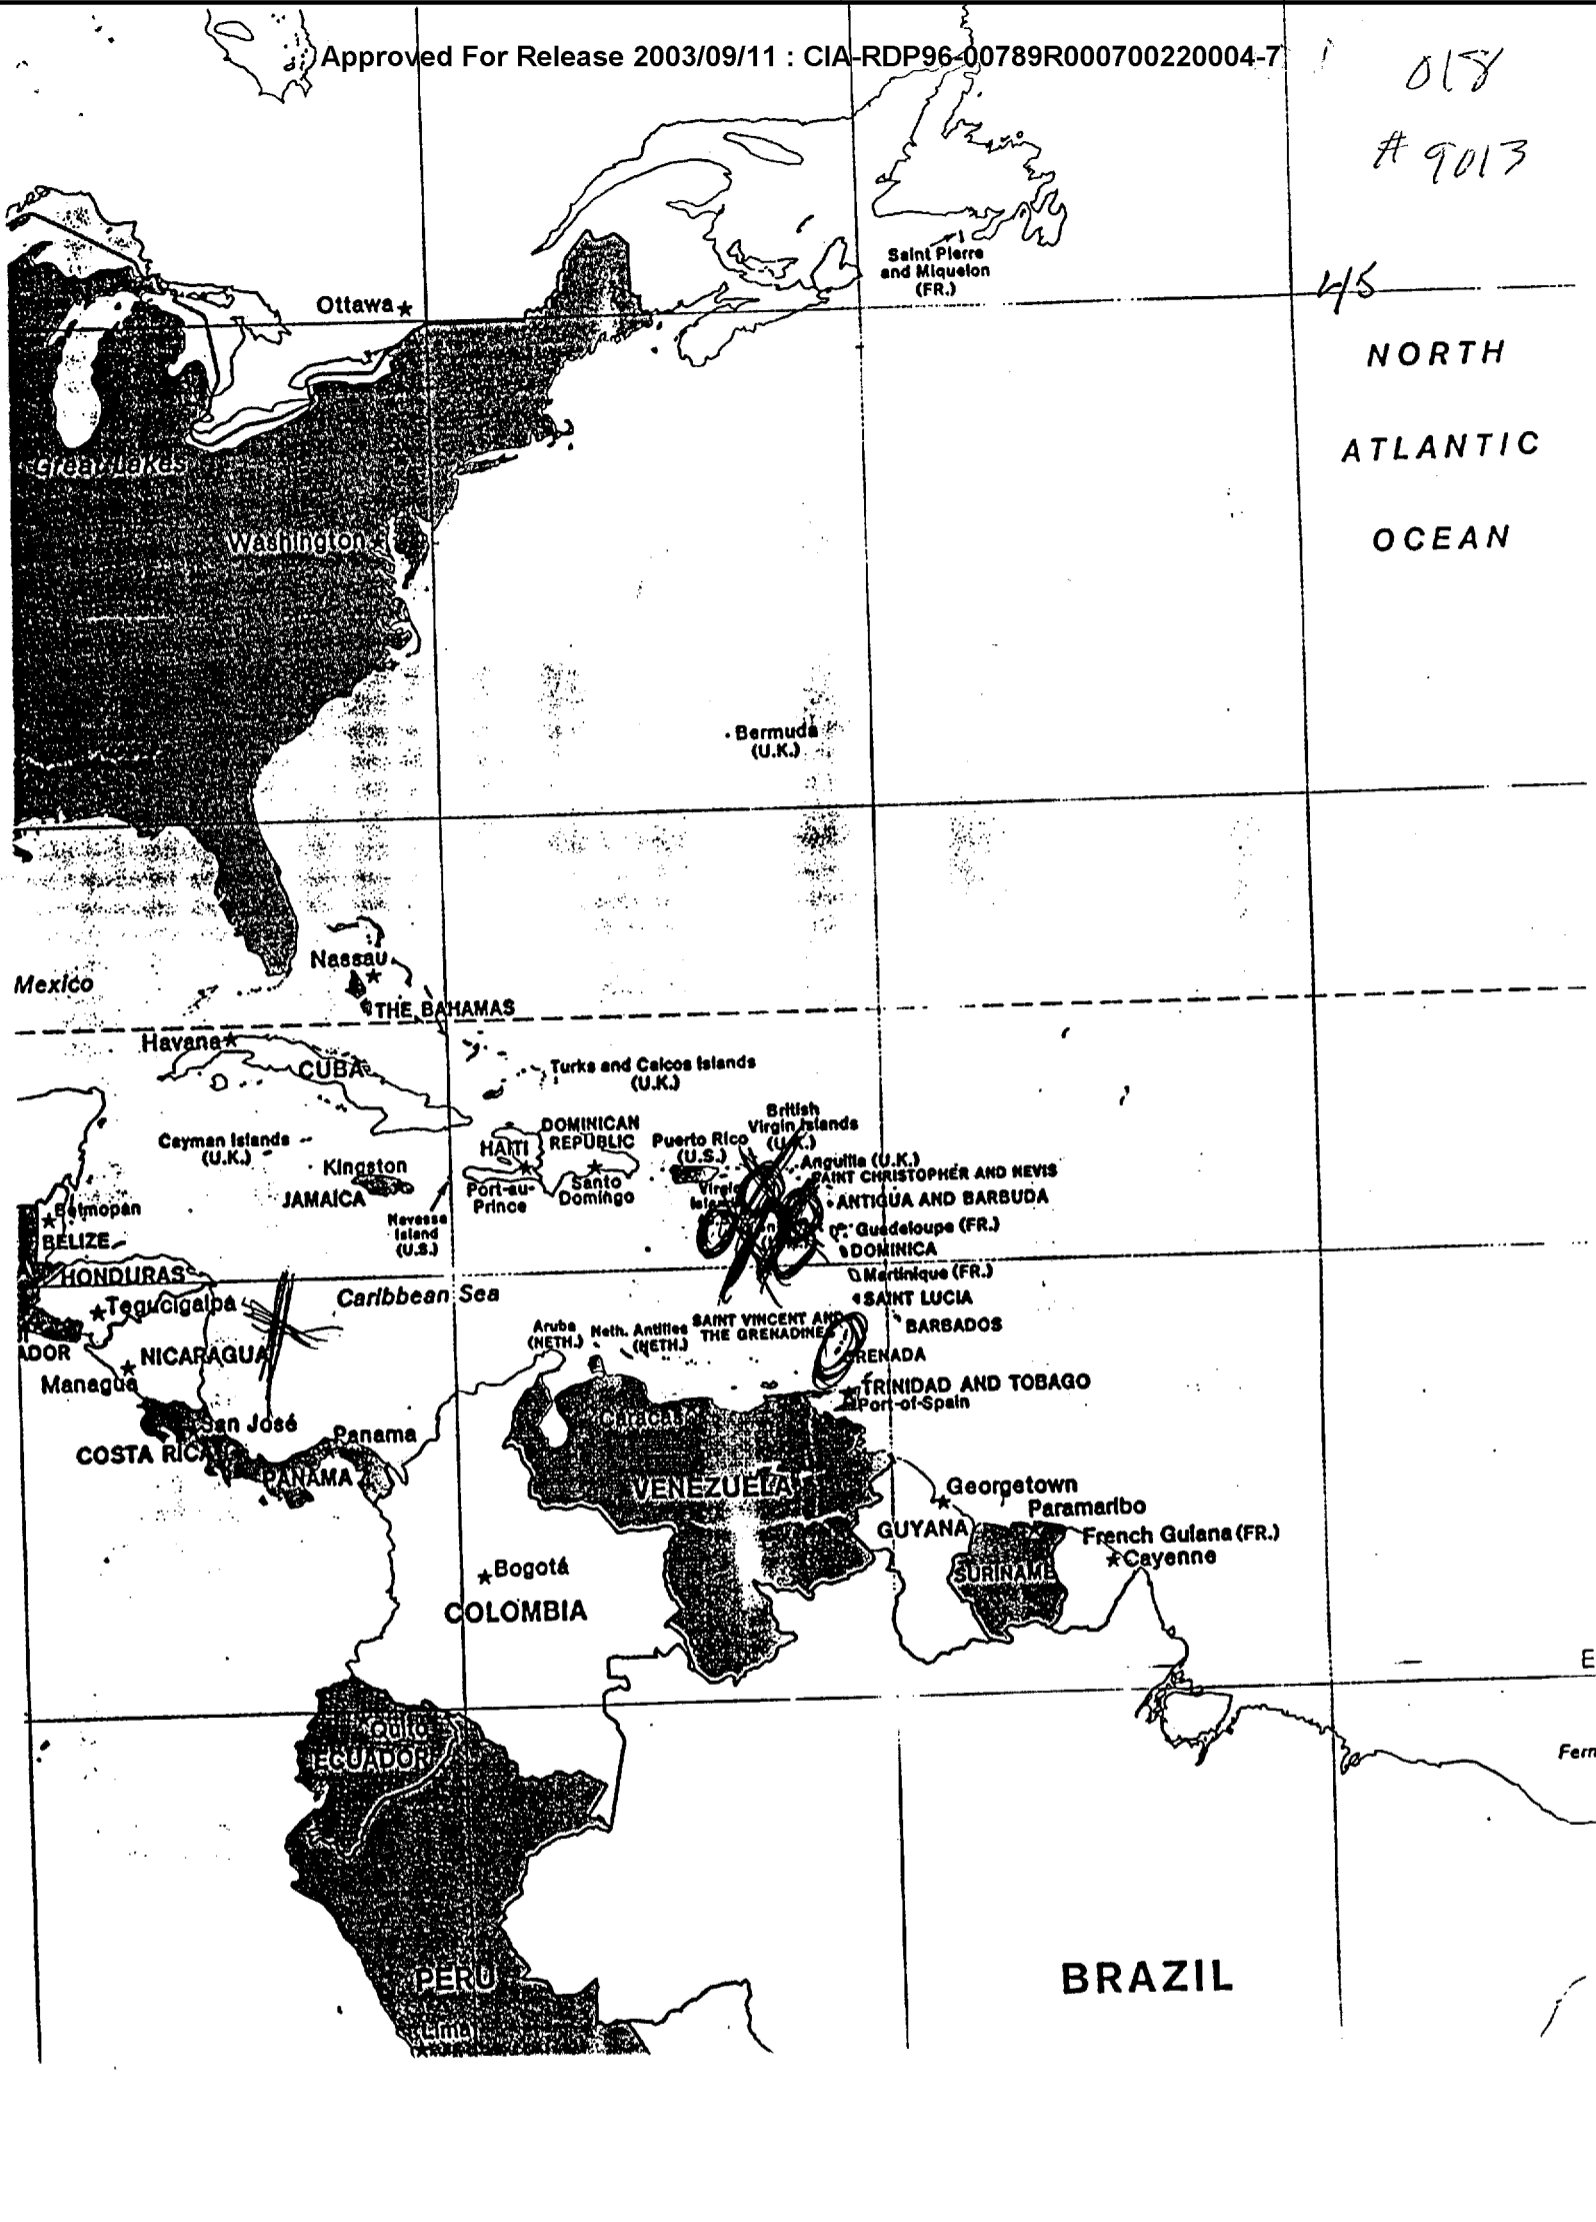 Approved For Release 2003/09/11 : CIA-RDP96-00789R000700220004-7
018
# 9013
Saint Pierre
and Miquelon
(FR.)
45
Ottawa
NORTH
ATLANTIC
OCEAN
Great Lakes
Washington
Bermuda
(U.K.)
Nassau
Mexico
THE BAHAMAS
Havana
CUBA
Turks and Caicos Islands
(U.K.)
British
Virgin Islands
(U.K.)
DOMINICAN
REPUBLIC
HAITI
Puerto Rico
(U.S.)
Cayman Islands
(U.K.)
Anguilla (U.K.)
SAINT CHRISTOPHER AND NEVIS
Kingston
JAMAICA
Port-au-
Prince
Santo
Domingo
Virgin
ANTIGUA AND BARBUDA
Belmopan
BELIZE
Navassa
Island
(U.S.)
Guadeloupe (FR.)
DOMINICA
HONDURAS
Martinique (FR.)
Tegucigalpa
Caribbean Sea
SAINT LUCIA
Aruba
(NETH.)
Neth. Antilles
(NETH.)
SAINT VINCENT AND
THE GRENADINES
BARBADOS
ADOR
NICARAGUA
GRENADA
Managua
TRINIDAD AND TOBAGO
Port-of-Spain
San José
Caracas
COSTA RICA
Panama
PANAMA
VENEZUELA
Georgetown
Paramaribo
GUYANA
French Guiana (FR.)
Cayenne
SURINAME
Bogotá
COLOMBIA
E
Quito
ECUADOR
Fern
PERU
BRAZIL
Lima